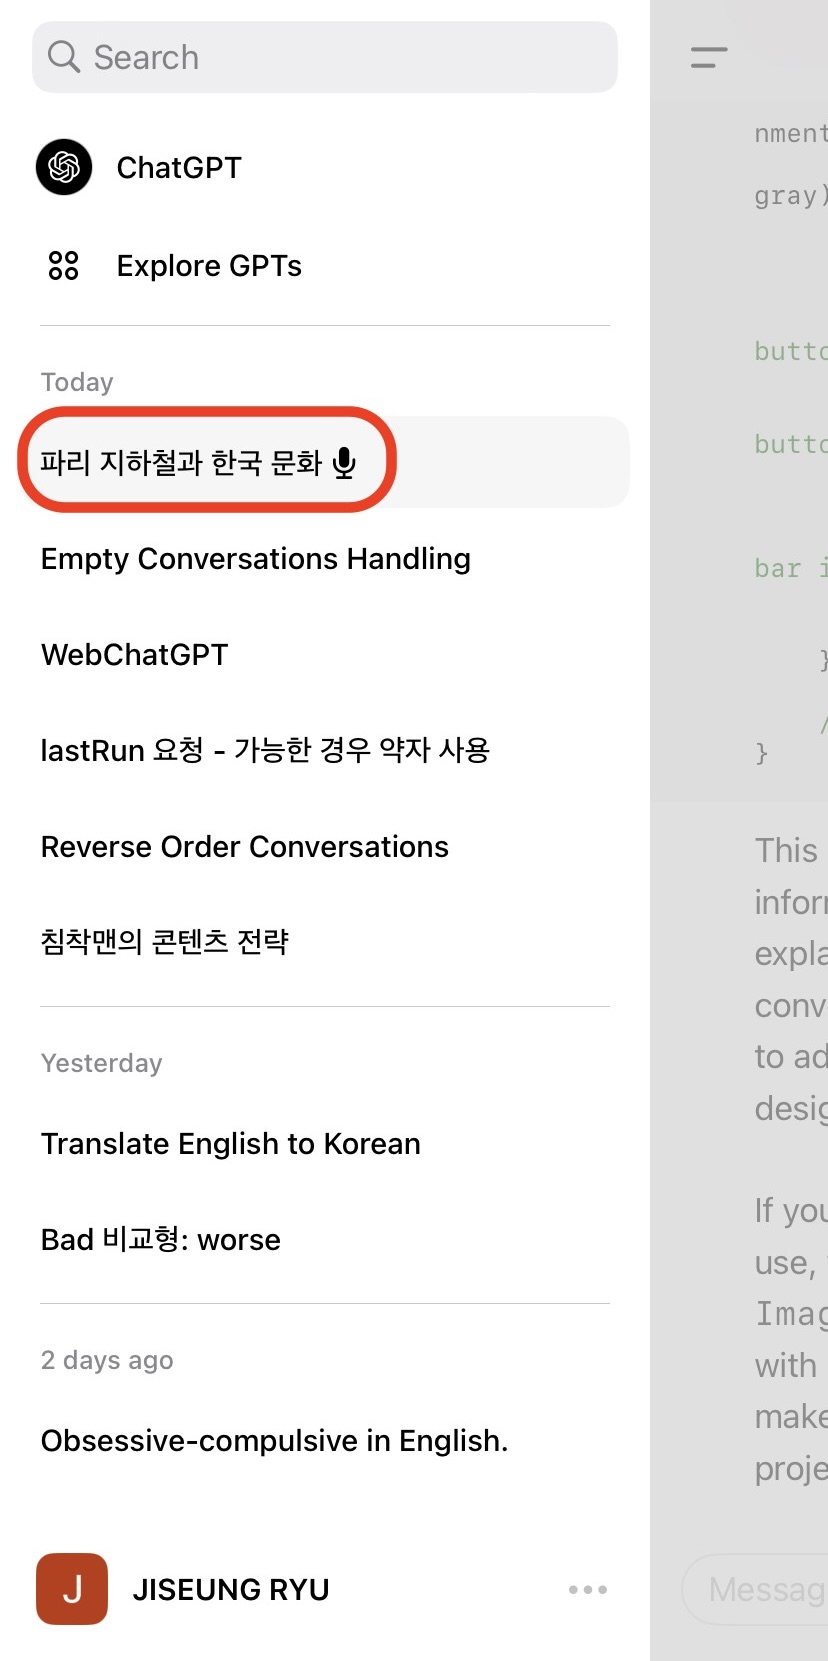 Search
ChatGPT
Explore GPTs
Today
파리 지하철과 한국 문화
Empty Conversations Handling
WebChatGPT
lastRun 요청 - 가능한 경우 약자 사용
Reverse Order Conversations
침착맨의 콘텐츠 전략
Yesterday
Translate English to Korean
Bad 비교형: worse
2 days ago
Obsessive-compulsive in English.
J
JISEUNG RYU
nment
gray)
butto
butto
bar i
}
/
}
This
infor
expla
conv
to ad
desig
If you
use,
Imag
with
make
proje
Messag